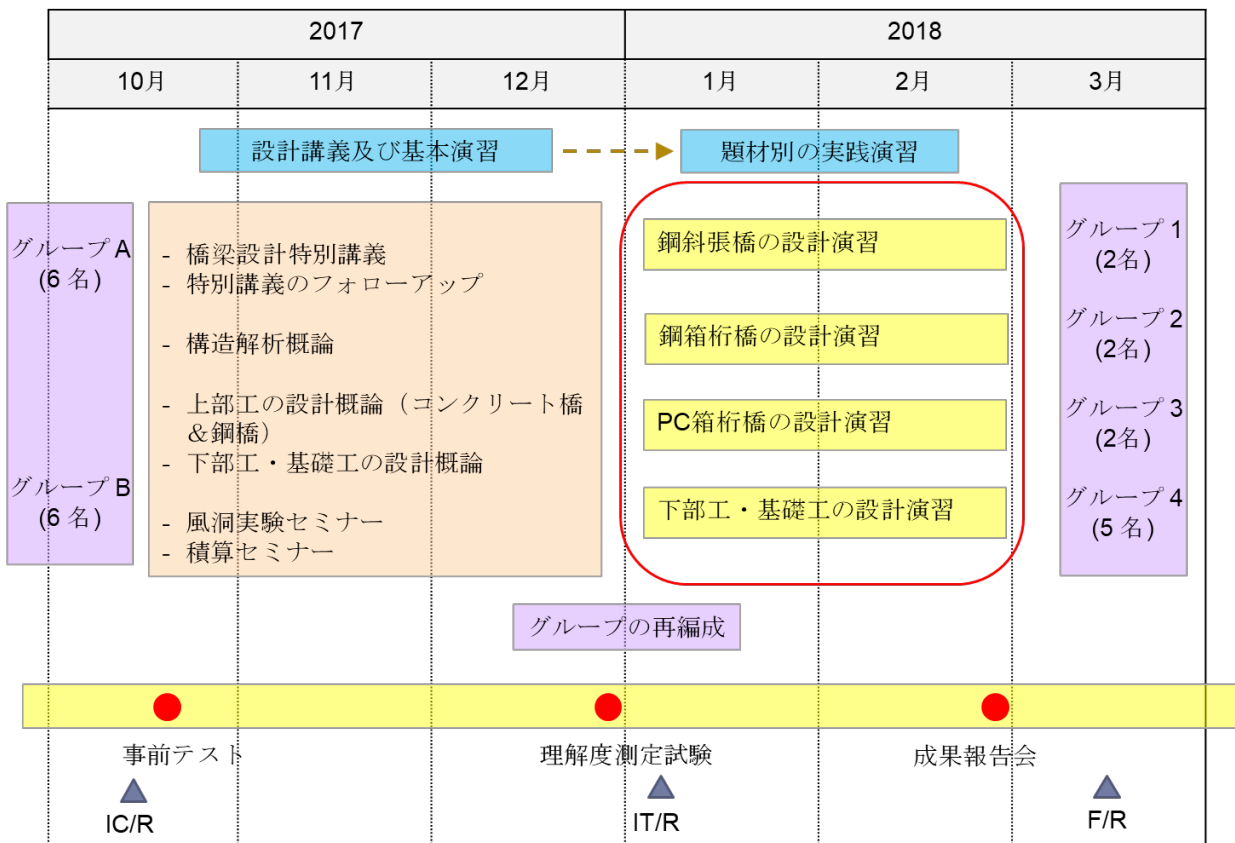 2017
2018
10月
11月
12月
1月
2月
3月
設計講義及び基本演習
題材別の実践演習
グループ A
(6 名)
グループ B
(6 名)
- 橋梁設計特別講義
- 特別講義のフォローアップ
- 構造解析概論
- 上部工の設計概論（コンクリート橋
＆鋼橋）
- 下部工・基礎工の設計概論
- 風洞実験セミナー
- 積算セミナー
鋼斜張橋の設計演習
鋼箱桁橋の設計演習
PC箱桁橋の設計演習
下部工・基礎工の設計演習
グループ 1
(2名)
グループ 2
(2名)
グループ 3
(2名)
グループ 4
(5 名)
グループの再編成
事前テスト
理解度測定試験
成果報告会
IC/R
IT/R
F/R